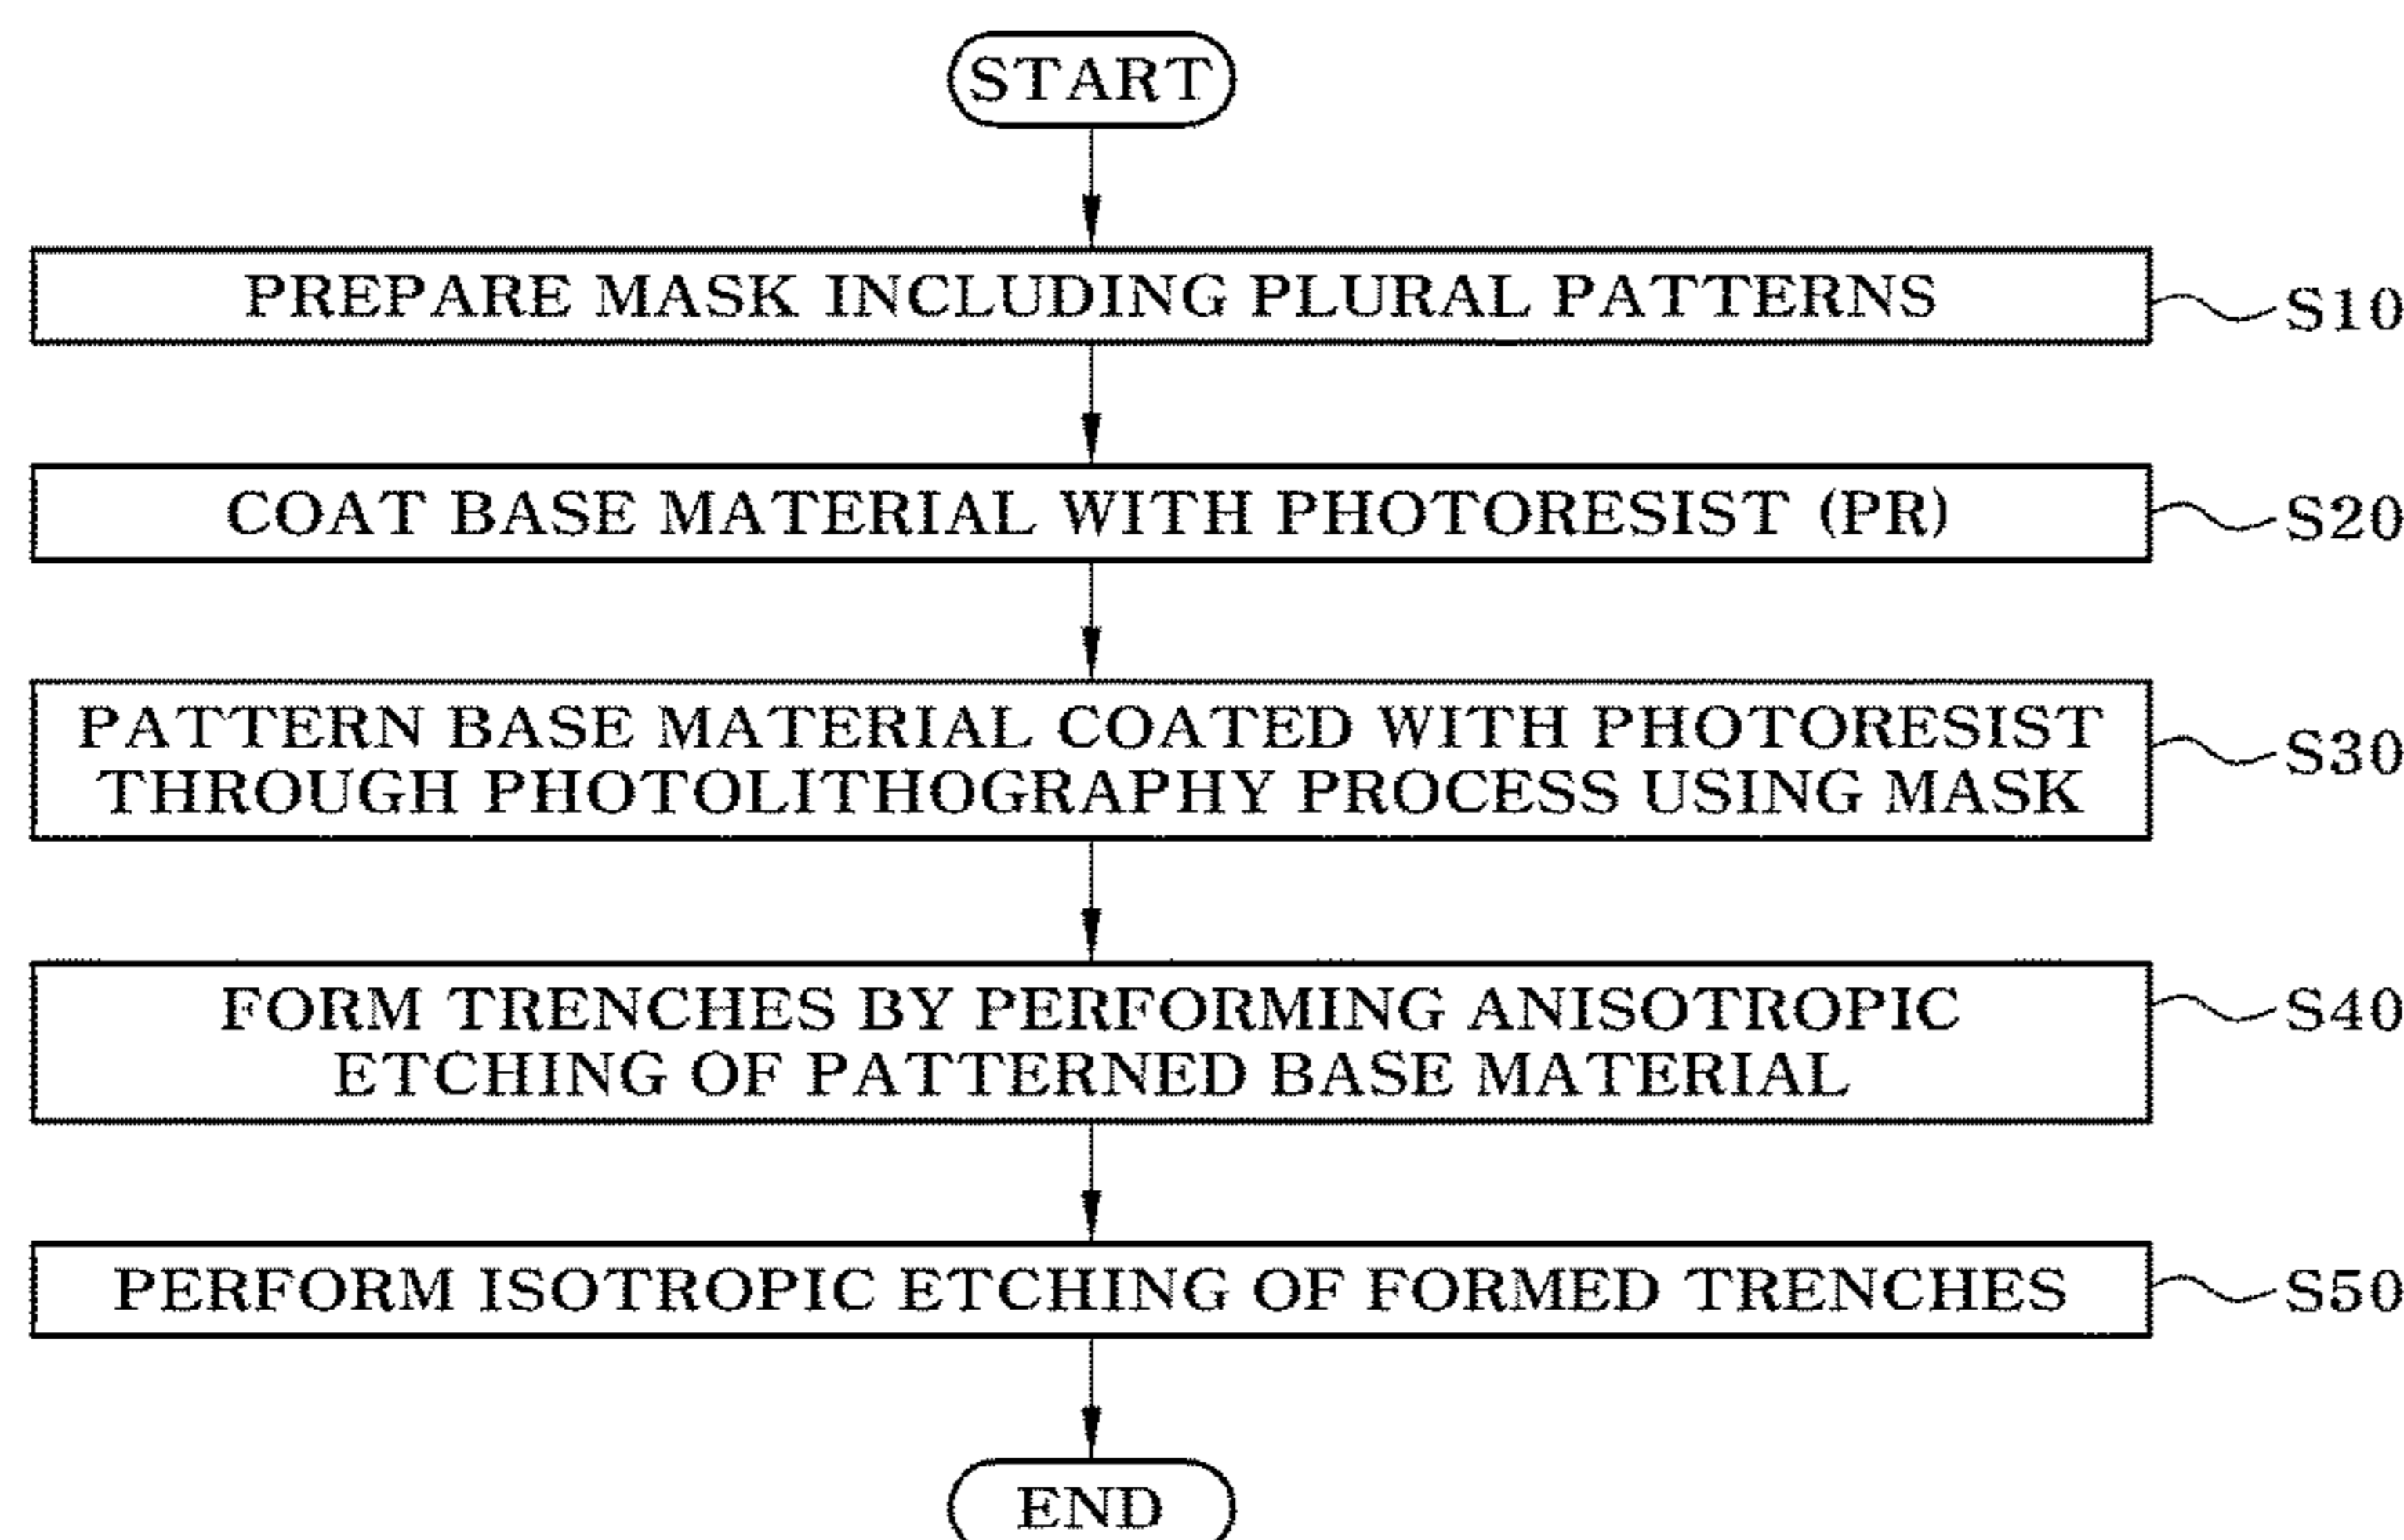 START
PREPARE MASK INCLUDING PLURAL PATTERNS
S10
COAT BASE MATERIAL WITH PHOTORESIST (PR)
S20
PATTERN BASE MATERIAL COATED WITH PHOTORESIST
THROUGH PHOTOLITHOGRAPHY PROCESS USING MASK
S30
FORM TRENCHES BY PERFORMING ANISOTROPIC
ETCHING OF PATTERNED BASE MATERIAL
S40
PERFORM ISOTROPIC ETCHING OF FORMED TRENCHES
S50
END